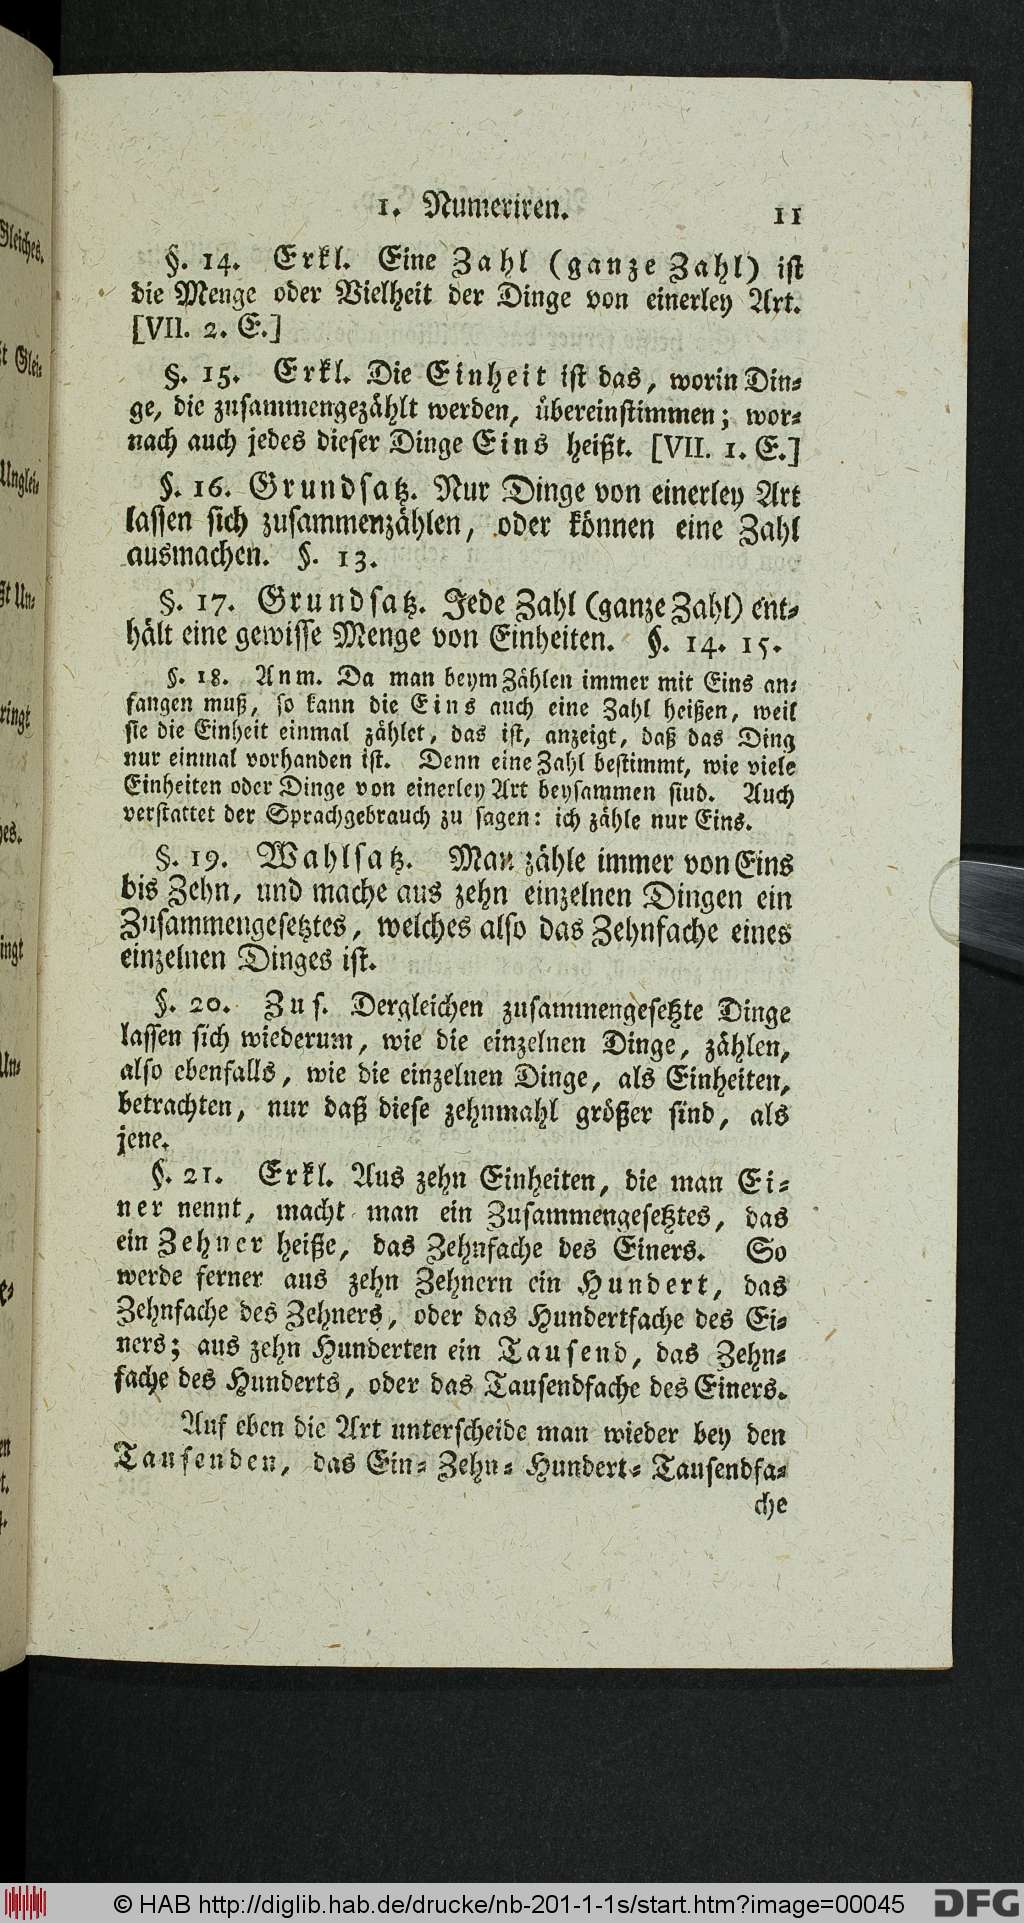 Gleiches.
1. Numeriren. 11
§. 14. Erkl. Eine Zahl (ganze Zahl) ist
die Menge oder Vielheit der Dinge von einerley Art.
[VII. 2. E.]
§. 15. Erkl. Die Einheit ist das, worin Din-
ge, die zusammengezählt werden, übereinstimmen; wor-
nach auch jedes dieser Dinge Eins heißt. [VII. 1. E.]
§. 16. Grundsatz. Nur Dinge von einerley Art
lassen sich zusammenzählen, oder können eine Zahl
ausmachen. §. 13.
§. 17. Grundsatz. Jede Zahl (ganze Zahl) ent-
hält eine gewisse Menge von Einheiten. §. 14. 15.
§. 18. Anm. Da man beym Zählen immer mit Eins an-
fangen muß, so kann die Eins auch eine Zahl heißen, weil
sie die Einheit einmal zählet, das ist, anzeigt, daß das Ding
nur einmal vorhanden ist. Denn eine Zahl bestimmt, wie viele
Einheiten oder Dinge von einerley Art beysammen siud. Auch
verstattet der Sprachgebrauch zu sagen: ich zähle nur Eins.
§. 19. Wahlsatz. Man zähle immer von Eins
bis Zehn, und mache aus zehn einzelnen Dingen ein
Zusammengesetztes, welches also das Zehnfache eines
einzelnen Dinges ist.
§. 20. Zus. Dergleichen zusammengesetzte Dinge
lassen sich wiederum, wie die einzelnen Dinge, zählen,
also ebenfalls, wie die einzelnen Dinge, als Einheiten,
betrachten, nur daß diese zehnmahl größer sind, als
jene.
§. 21. Erkl. Aus zehn Einheiten, die man Ei-
ner nennt, macht man ein Zusammengesetztes, das
ein Zehner heiße, das Zehnfache des Einers. So
werde ferner aus zehn Zehnern ein Hundert, das
Zehnfache des Zehners, oder das Hundertfache des Ei-
ners; aus zehn Hunderten ein Tausend, das Zehn-
fache des Hunderts, oder das Tausendfache des Einers.
Auf eben die Art unterscheide man wieder bey den
Tausenden, das Ein- Zehn- Hundert- Tausendfa-
che
© HAB http://diglib.hab.de/drucke/nb-201-1-1s/start.htm?image=00045
DFG